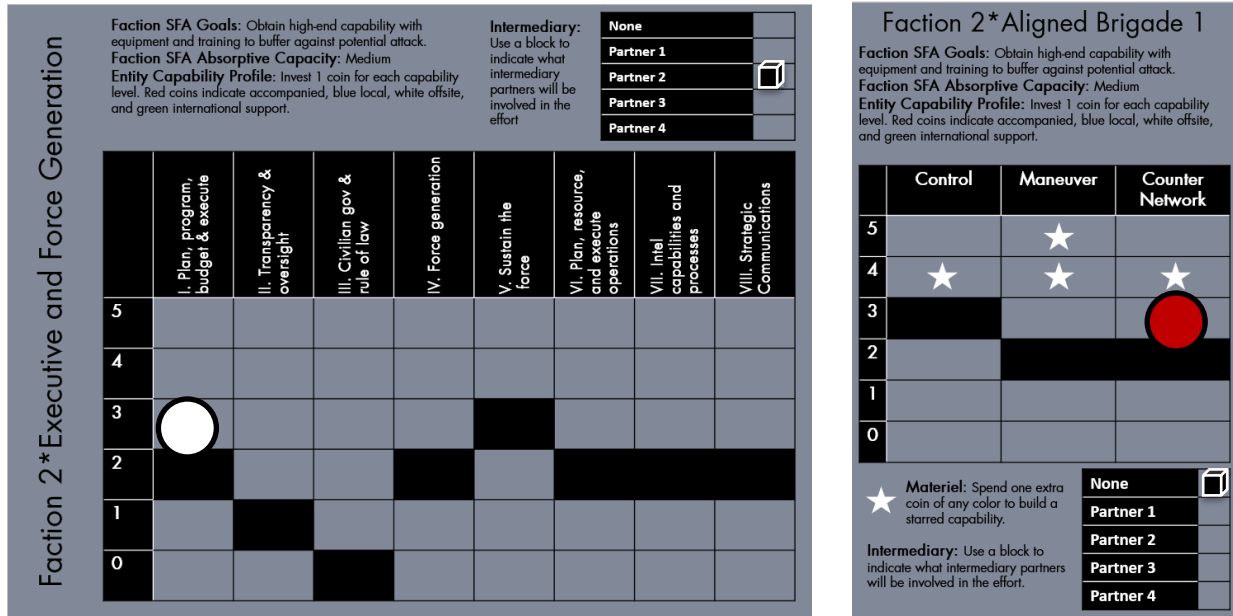 Faction 2*Executive and Force Generation
Faction SFA Goals: Obtain high-end capability with
equipment and training to buffer against potential attack.
Faction SFA Absorptive Capacity: Medium
Entity Capability Profile: Invest 1 coin for each capability
level. Red coins indicate accompanied, blue local, white offsite,
and green international support.
Intermediary:
Use a block to
indicate what
intermediary
partners will be
involved in the
effort
None
Partner 1
Partner 2
Partner 3
Partner 4
I. Plan, program,
budget & execute
II. Transparency &
oversight
III. Civilian gov &
rule of law
IV. Force generation
V. Sustain the
force
VI. Plan, resource,
and execute
operations
VII. Intel
capabilities and
processes
VIII. Strategic
Communications
5
4
3
2
1
0
Faction 2*Aligned Brigade 1
Faction SFA Goals: Obtain high-end capability with
equipment and training to buffer against potential attack.
Faction SFA Absorptive Capacity: Medium
Entity Capability Profile: Invest 1 coin for each capability
level. Red coins indicate accompanied, blue local, white offsite,
and green international support.
Control
Maneuver
Counter
Network
5
4
3
2
1
0
Materiel: Spend one extra
coin of any color to build a
starred capability.
Intermediary: Use a block to
indicate what intermediary partners
will be involved in the effort.
None
Partner 1
Partner 2
Partner 3
Partner 4